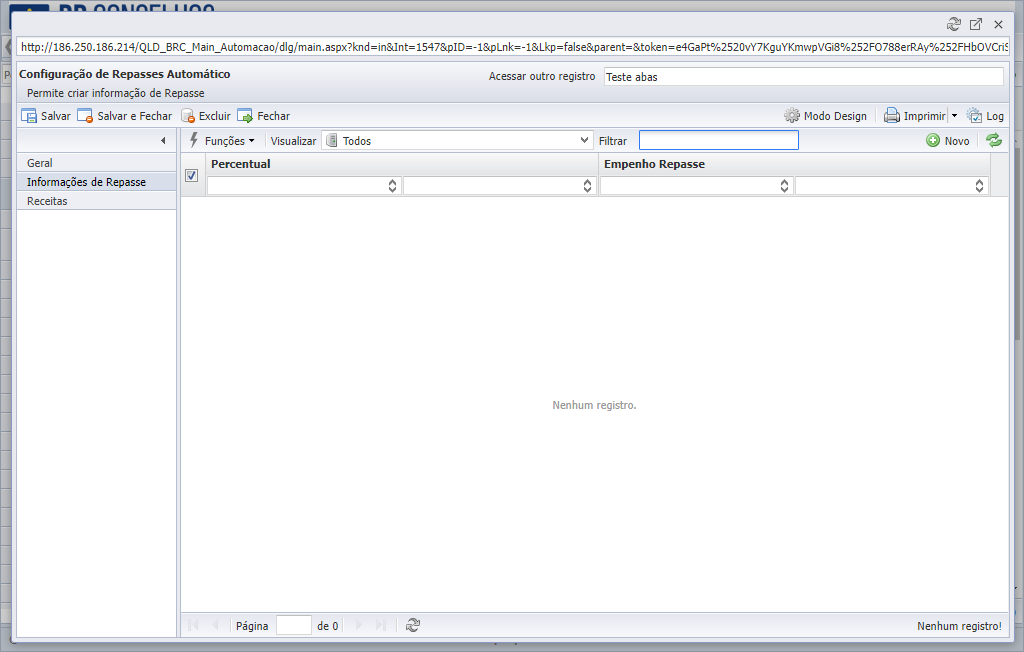 BR CONSELHOS
http://186.250.186.214/QLD_BRC_Main_Automacao/dlg/main.aspx?knd=in&Int=1547&pID=-1&pLnk=-1&Lkp=false&parent=&token=e4GaPt%2520vY7KguYKmwpVGi8%252FO788erRAy%252FHbOVCriS
Configuração de Repasses Automático
Acessar outro registro Teste abas
Permite criar informação de Repasse
Salvar Salvar e Fechar Excluir Fechar Modo Design Imprimir Log
Funções Visualizar Todos Filtrar Novo
Geral
Informações de Repasse
Receitas
Percentual Empenho Repasse
Nenhum registro.
Página de 0 Nenhum registro!